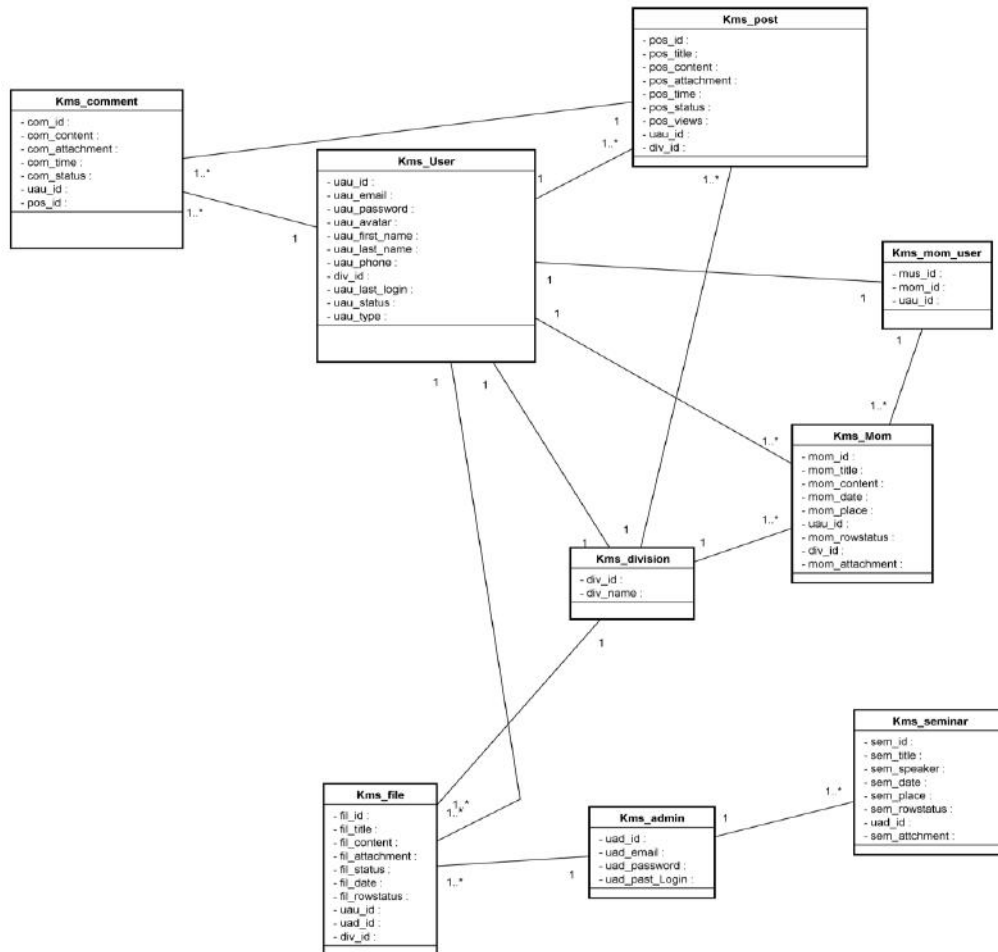 Kms_post
- pos_id :
- pos_title :
- pos_content :
- pos_attachment :
- pos_time :
- pos_status :
- pos_views :
- uau_id :
- div_id :
Kms_comment
- com_id :
- com_content :
- com_attachment :
- com_time :
- com_status :
- uau_id :
- pos_id :
1
1..*
1..*
1
1..*
1
1..*
Kms_User
- uau_id :
- uau_email :
- uau_password :
- uau_avatar :
- uau_first_name :
- uau_last_name :
- uau_phone :
- div_id :
- uau_last_login :
- uau_status :
- uau_type :
Kms_mom_user
- mus_id :
- mom_id :
- uau_id :
1
1
1
1
1
1
1..*
1..*
Kms_Mom
- mom_id :
- mom_title :
- mom_content :
- mom_date :
- mom_place :
- uau_id :
- mom_rowstatus :
- div_id :
- mom_attachment :
1..*
1
1
1
Kms_division
- div_id :
- div_name :
1
Kms_seminar
- sem_id :
- sem_title :
- sem_speaker :
- sem_date :
- sem_place :
- sem_rowstatus :
- uad_id :
- sem_attchment :
1..*
1
Kms_file
- fil_id :
- fil_title :
- fil_content :
- fil_attachment :
- fil_status :
- fil_date :
- fil_rowstatus :
- uau_id :
- uad_id :
- div_id :
1..*
1..*
1..*
1
Kms_admin
- uad_id :
- uad_email :
- uad_password :
- uad_past_Login :